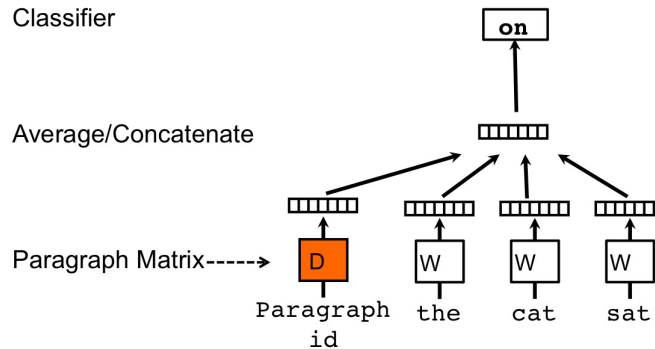 Classifier
on
Average/Concatenate
Paragraph Matrix
D
W
W
W
Paragraph
id
the
cat
sat